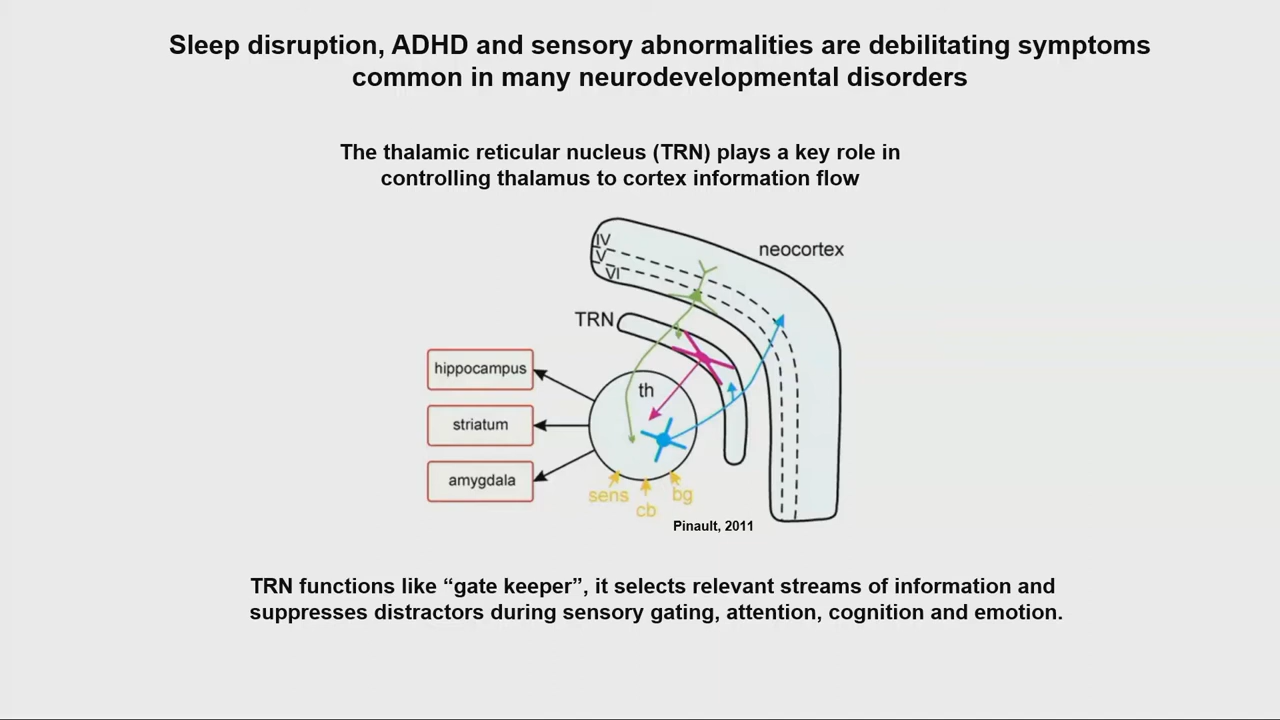 Sleep disruption, ADHD and sensory abnormalities are debilitating symptoms
common in many neurodevelopmental disorders
The thalamic reticular nucleus (TRN) plays a key role in
controlling thalamus to cortex information flow
IV
V
VI
neocortex
TRN
hippocampus
th
striatum
amygdala
sens
cb
bg
Pinault, 2011
TRN functions like “gate keeper”, it selects relevant streams of information and
suppresses distractors during sensory gating, attention, cognition and emotion.